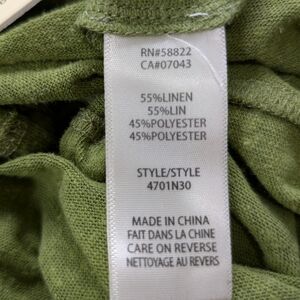 RN#58822
CA#07043
55%LINEN
55%LIN
45%POLYESTER
45%POLYESTER
STYLE/STYLE
4701N30
MADE IN CHINA
FAIT DANS LA CHINE
CARE ON REVERSE
NETTOYAGE AU REVERS